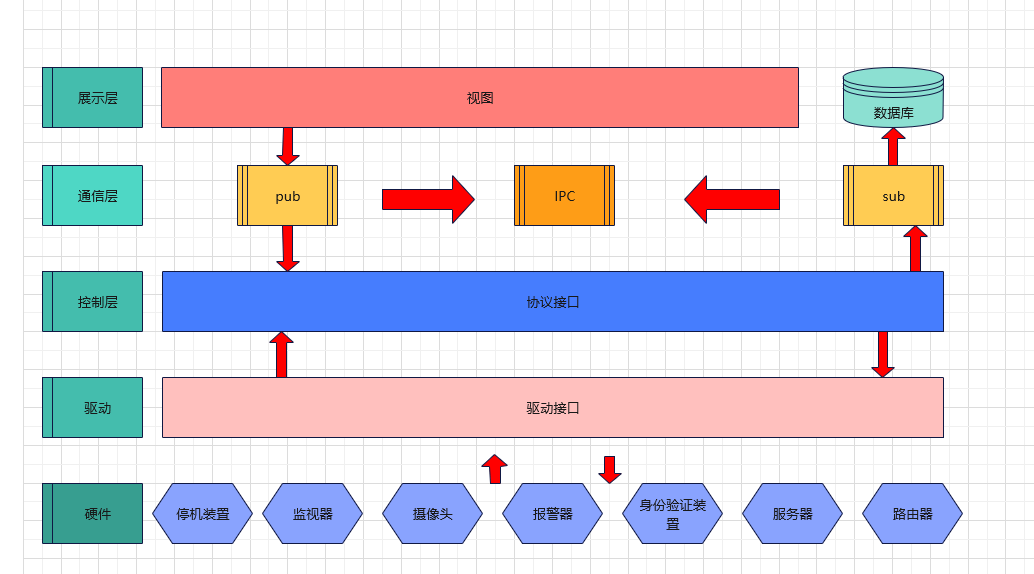 展示层
视图
数据库
通信层
pub
IPC
sub
控制层
协议接口
驱动
驱动接口
硬件
停机装置
监视器
摄像头
报警器
身份验证装
置
服务器
路由器